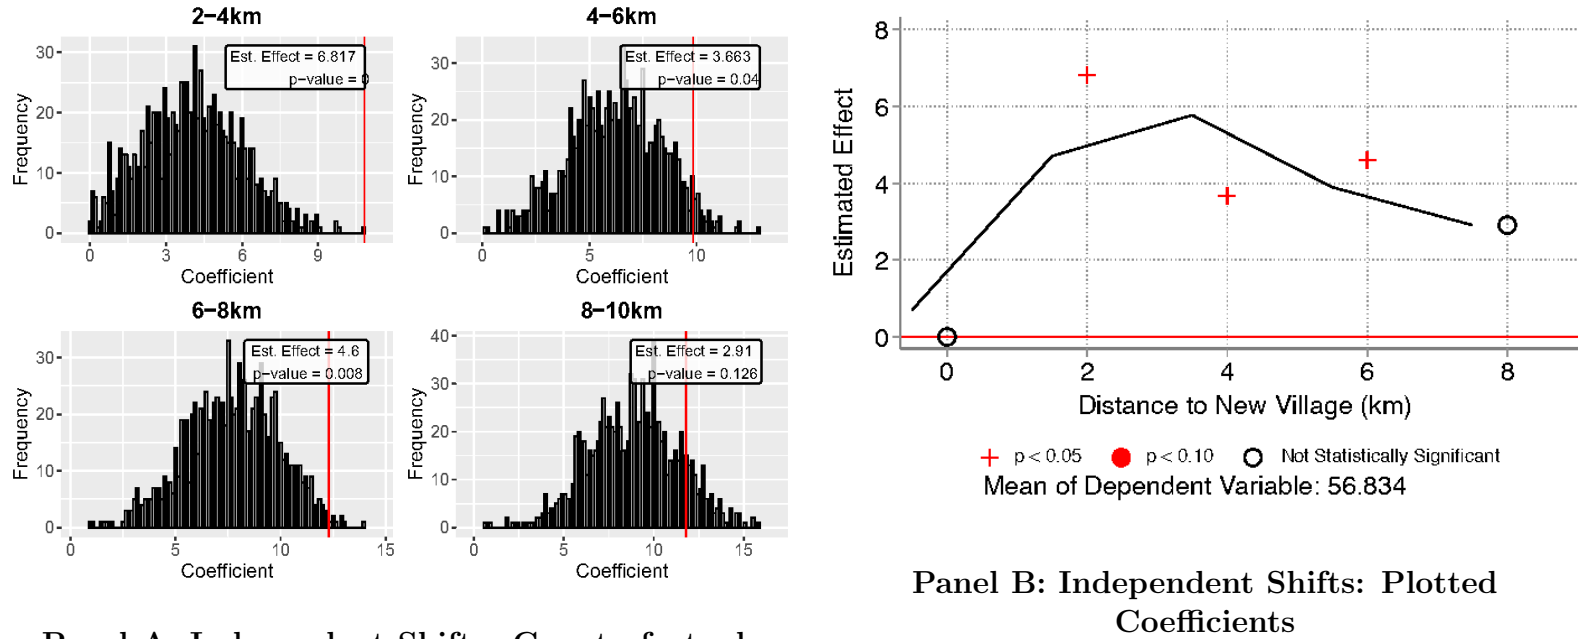 2−4km
Est. Effect = 6.817
p−value = 0
Frequency
30
20
10
0
0 3 6 9
Coefficient
4−6km
Est. Effect = 3.663
p−value = 0.04
Frequency
30
20
10
0
0 5 10
Coefficient
6−8km
Est. Effect = 4.6
p−value = 0.008
Frequency
30
20
10
0
0 5 10 15
Coefficient
8−10km
Est. Effect = 2.91
p−value = 0.126
Frequency
40
30
20
10
0
0 5 10 15
Coefficient
Estimated Effect
8
6
4
2
0
0 2 4 6 8
Distance to New Village (km)
p < 0.05 p < 0.10 Not Statistically Significant
Mean of Dependent Variable: 56.834
Panel B: Independent Shifts: Plotted
Coefficients